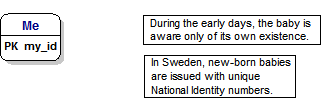 Me
PK my_id
During the early days, the baby is
aware only of its own existence.
In Sweden, new-born babies
are issued with unique
National Identity numbers.